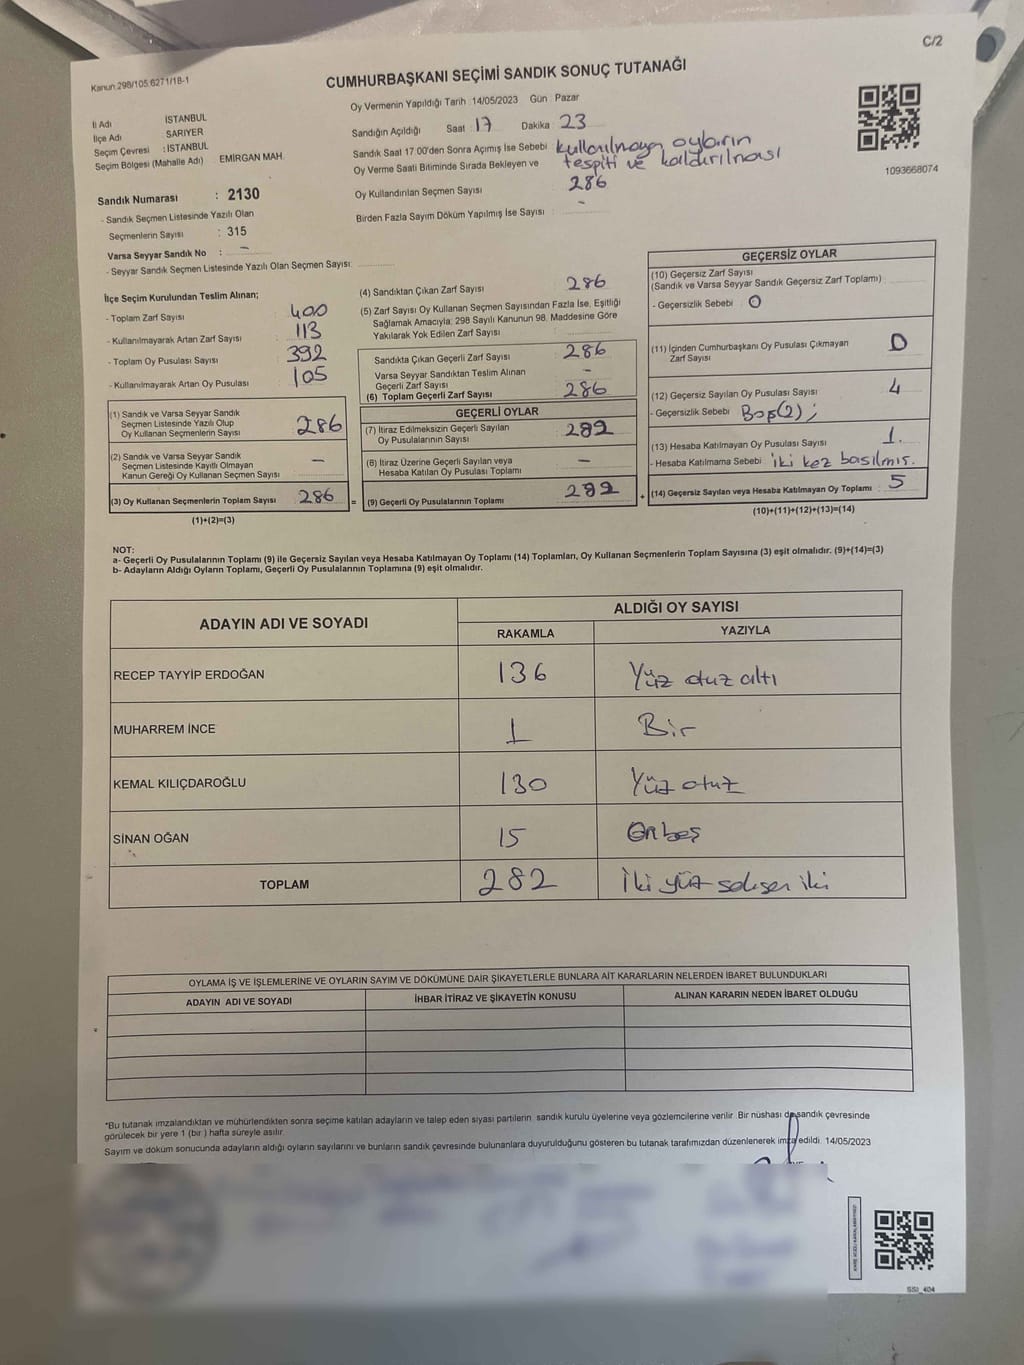 C/2
Kanun:298/105.6271/18-1
CUMHURBAŞKANI SEÇİMİ SANDIK SONUÇ TUTANAĞI
İl Adı İSTANBUL
İlçe Adı SARIYER
Seçim Çevresi : İSTANBUL
Seçim Bölgesi (Mahalle Adı) EMİRGAN MAH.
Sandık Numarası : 2130
- Sandık Seçmen Listesinde Yazılı Olan
Seçmenlerin Sayısı : 315
Varsa Seyyar Sandık No : -
- Seyyar Sandık Seçmen Listesinde Yazılı Olan Seçmen Sayısı:
Oy Vermenin Yapıldığı Tarih :14/05/2023 Gün : Pazar
Sandığın Açıldığı Saat : 17 Dakika : 23
Sandık Saat 17:00'den Sonra Açımış İse Sebebi kullanılmayan oyların
Oy Verme Saati Bitiminde Sırada Bekleyen ve tespiti ve kaldırılması
Oy Kullandırılan Seçmen Sayısı 286
Birden Fazla Sayım Döküm Yapılmış İse Sayısı : -
1093668074
İlçe Seçim Kurulundan Teslim Alınan;
- Toplam Zarf Sayısı 400
- Kullanılmayarak Artan Zarf Sayısı : 113
- Toplam Oy Pusulası Sayısı : 392
- Kullanılmayarak Artan Oy Pusulası : 105
(1) Sandık ve Varsa Seyyar Sandık
Seçmen Listesinde Yazılı Olup
Oy Kullanan Seçmenlerin Sayısı : 286
(2) Sandık ve Varsa Seyyar Sandık
Seçmen Listesinde Kayıtlı Olmayan
Kanun Gereği Oy Kullanan Seçmen Sayısı : -
(3) Oy Kullanan Seçmenlerin Toplam Sayısı : 286 =
(1)+(2)=(3)
(4) Sandıktan Çıkan Zarf Sayısı : 286
(5) Zarf Sayısı Oy Kullanan Seçmen Sayısından Fazla İse, Eşitliği
Sağlamak Amacıyla; 298 Sayılı Kanunun 98. Maddesine Göre
Yakılarak Yok Edilen Zarf Sayısı :
Sandıkta Çıkan Geçerli Zarf Sayısı : 286
Varsa Seyyar Sandıktan Teslim Alınan
Geçerli Zarf Sayısı : -
(6) Toplam Geçerli Zarf Sayısı : 286
GEÇERLİ OYLAR
(7) İtiraz Edilmeksizin Geçerli Sayılan
Oy Pusulalarının Sayısı : 282
(8) İtiraz Üzerine Geçerli Sayılan veya
Hesaba Katılan Oy Pusulası Toplamı : -
(9) Geçerli Oy Pusulalarının Toplamı : 282 +
GEÇERSİZ OYLAR
(10) Geçersiz Zarf Sayısı
(Sandık ve Varsa Seyyar Sandık Geçersiz Zarf Toplamı) :
- Geçersizlik Sebebi : 0
(11) İçinden Cumhurbaşkanı Oy Pusulası Çıkmayan
Zarf Sayısı : 0
(12) Geçersiz Sayılan Oy Pusulası Sayısı : 4
- Geçersizlik Sebebi : Boş(2);
(13) Hesaba Katılmayan Oy Pusulası Sayısı : 1.
- Hesaba Katılmama Sebebi : iki kez basılmış.
(14) Geçersiz Sayılan veya Hesaba Katılmayan Oy Toplamı : 5
(10)+(11)+(12)+(13)=(14)
NOT:
a- Geçerli Oy Pusulalarının Toplamı (9) ile Geçersiz Sayılan veya Hesaba Katılmayan Oy Toplamı (14) Toplamları, Oy Kullanan Seçmenlerin Toplam Sayısına (3) eşit olmalıdır. (9)+(14)=(3)
b- Adayların Aldığı Oyların Toplamı, Geçerli Oy Pusulalarının Toplamına (9) eşit olmalıdır.
ADAYIN ADI VE SOYADI ALDIĞI OY SAYISI
RAKAMLA YAZIYLA
RECEP TAYYİP ERDOĞAN 136 Yüz otuz altı
MUHARREM İNCE 1 Bir
KEMAL KILIÇDAROĞLU 130 Yüz otuz
SİNAN OĞAN 15 Onbeş
TOPLAM 282 İki yüz seksen iki
OYLAMA İŞ VE İŞLEMLERİNE VE OYLARIN SAYIM VE DÖKÜMÜNE DAİR ŞİKAYETLERLE BUNLARA AİT KARARLARIN NELERDEN İBARET BULUNDUKLARI
ADAYIN ADI VE SOYADI İHBAR İTİRAZ VE ŞİKAYETİN KONUSU ALINAN KARARIN NEDEN İBARET OLDUĞU
*Bu tutanak imzalandıktan ve mühürlendikten sonra seçime katılan adayların ve talep eden siyasi partilerin, sandık kurulu üyelerine veya gözlemcilerine verilir. Bir nüshası da sandık çevresinde
görülecek bir yere 1 (bir ) hafta süreyle asılır.
Sayım ve döküm sonucunda adayların aldığı oyların sayılarını ve bunların sandık çevresinde bulunanlara duyurulduğunu gösteren bu tutanak tarafımızdan düzenlenerek imza edildi. 14/05/2023
SSI_404